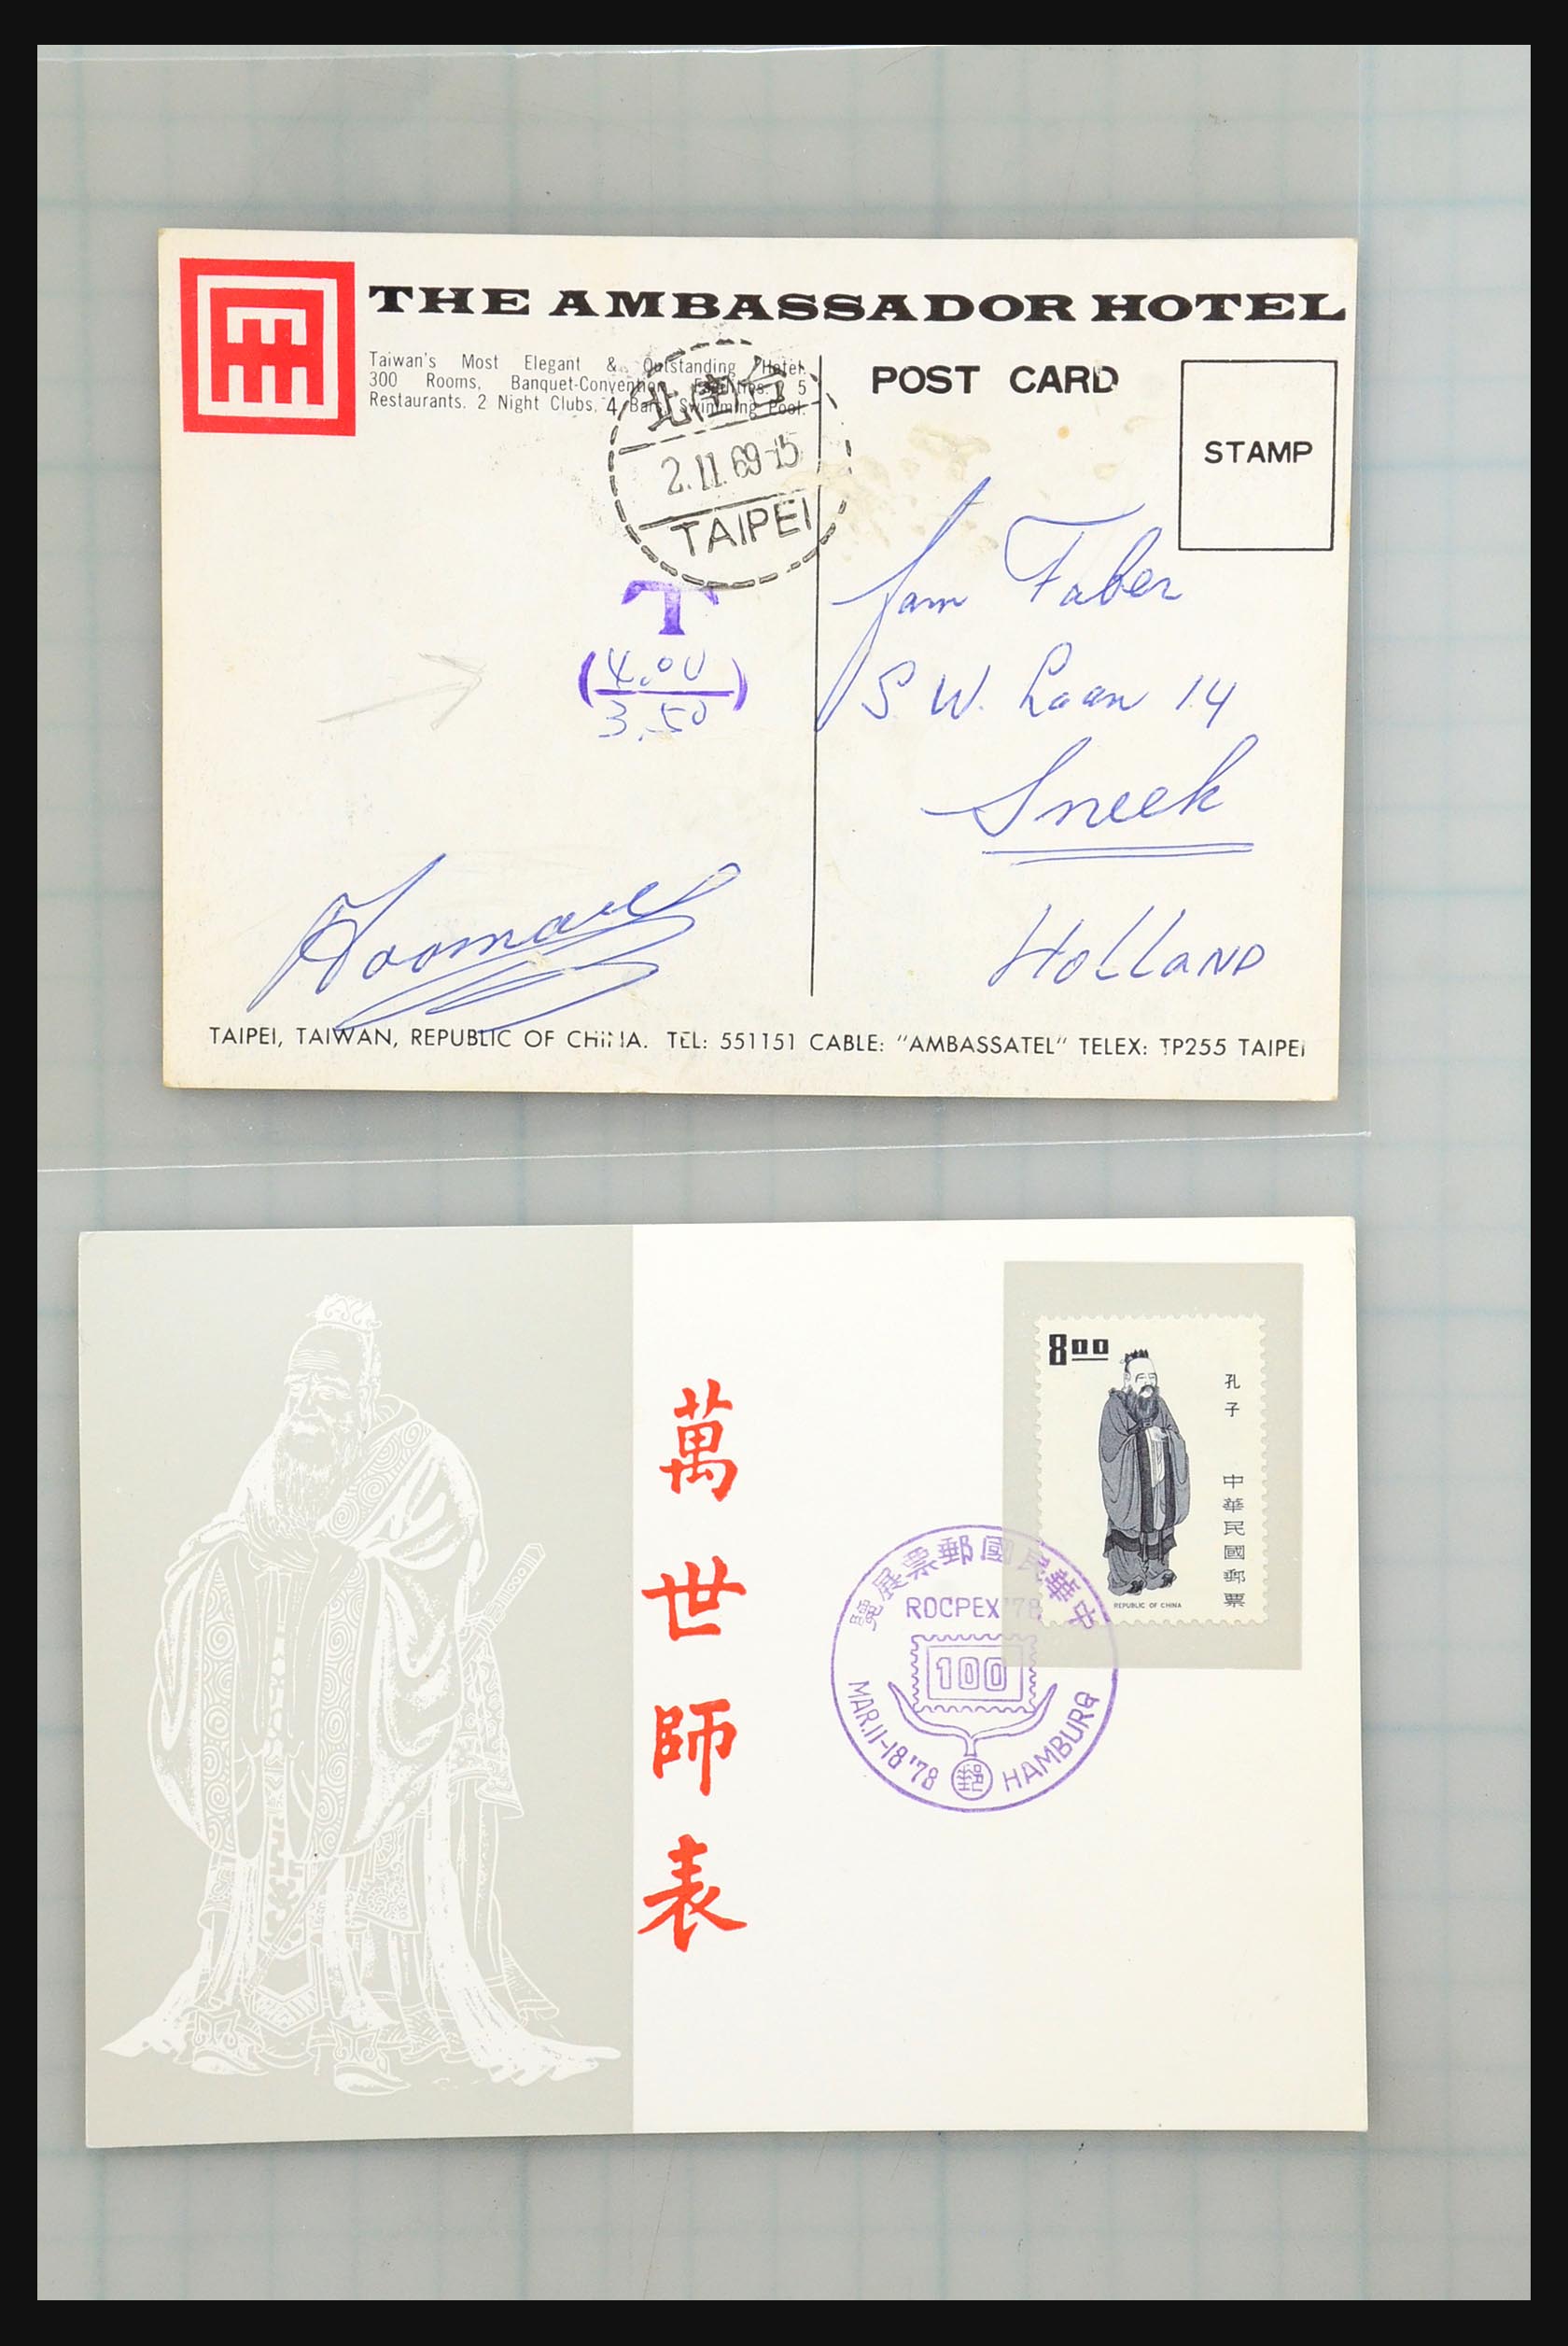 THE AMBASSADOR HOTEL
Taiwan's Most Elegant & Outstanding Hotel.
300 Rooms, Banquet-Convention Facilities. 5
Restaurants. 2 Night Clubs, 4 Bars, Swimming Pool.
POST CARD
STAMP
2.11.69-15
TAIPEI
T
(4.00
3.50)
Jam Faber
S.W. Laan 14
Sneek
HOLLAND
TAIPEI, TAIWAN, REPUBLIC OF CHINA. TEL: 551151 CABLE: "AMBASSATEL" TELEX: TP255 TAIPEI
萬世師表
8.00
孔子
中華民國郵票
REPUBLIC OF CHINA
中華民國郵票展覽
ROCPEX '78
100
郵
MAR.11-18 '78 HAMBURG